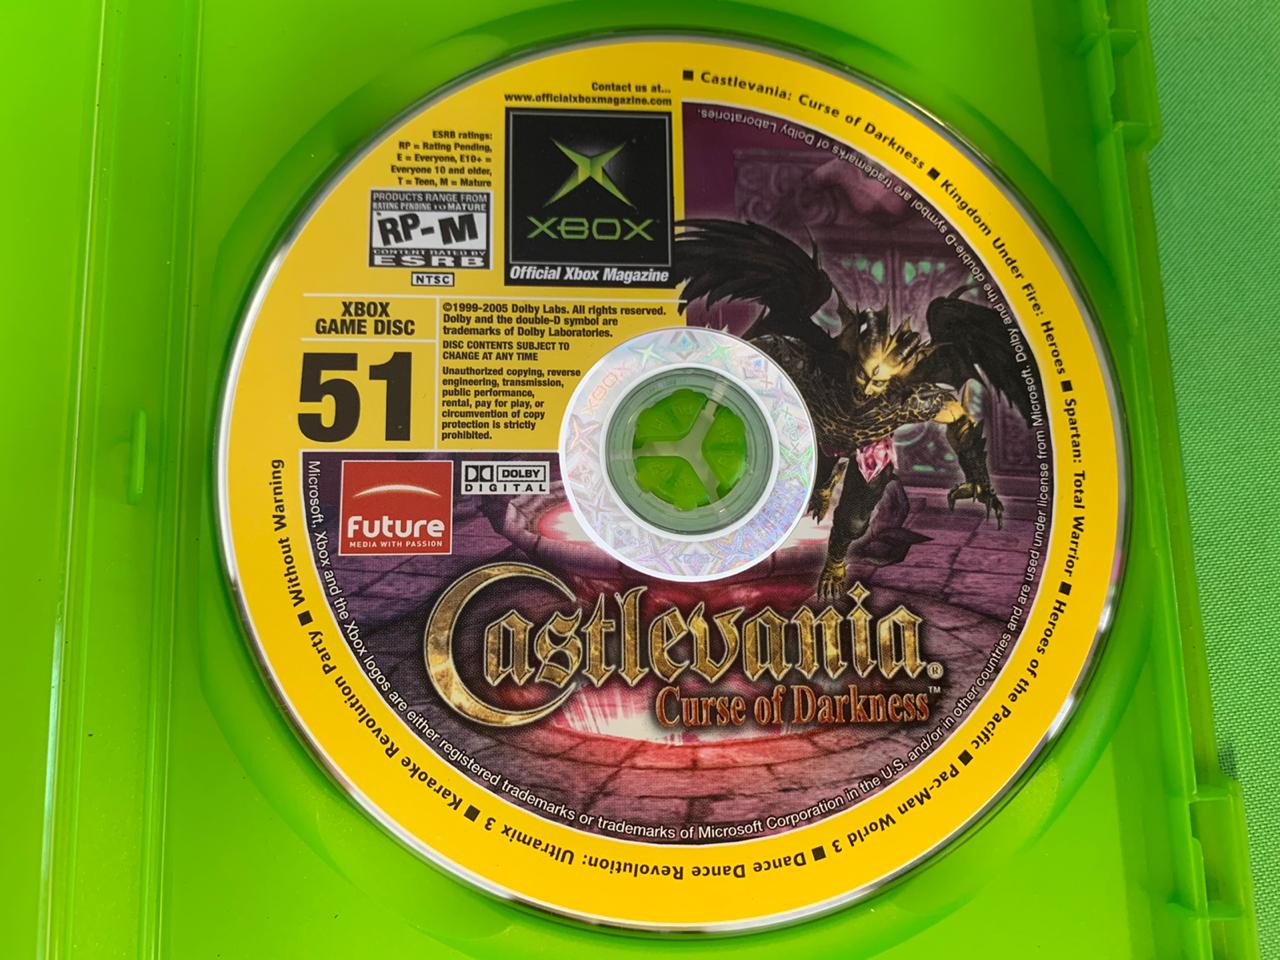 Contact us at...
www.officialxboxmagazine.com
ESRB ratings:
RP = Rating Pending,
E = Everyone, E10+ =
Everyone 10 and older,
T = Teen, M = Mature
PRODUCTS RANGE FROM
RATING PENDING TO MATURE
RP-M
CONTENT RATED BY
ESRB
NTSC
XBOX
Official Xbox Magazine
XBOX
GAME DISC
51
©1999-2005 Dolby Labs. All rights reserved.
Dolby and the double-D symbol are
trademarks of Dolby Laboratories.
DISC CONTENTS SUBJECT TO
CHANGE AT ANY TIME
Unauthorized copying, reverse
engineering, transmission,
public performance,
rental, pay for play, or
circumvention of copy
protection is strictly
prohibited.
Future
MEDIA WITH PASSION
DOLBY
DIGITAL
Castlevania®
Curse of Darkness™
■ Castlevania: Curse of Darkness ■ Kingdom Under Fire: Heroes ■ Spartan: Total Warrior ■ Heroes of the Pacific ■ Pac-Man World 3 ■ Dance Dance Revolution: Ultramix 3 ■ Karaoke Revolution Party ■ Without Warning
Microsoft, Xbox and the Xbox logos are either registered trademarks or trademarks of Microsoft Corporation in the U.S. and/or in other countries and are used under license from Microsoft. Dolby and the double-D symbol are trademarks of Dolby Laboratories.
XBOX